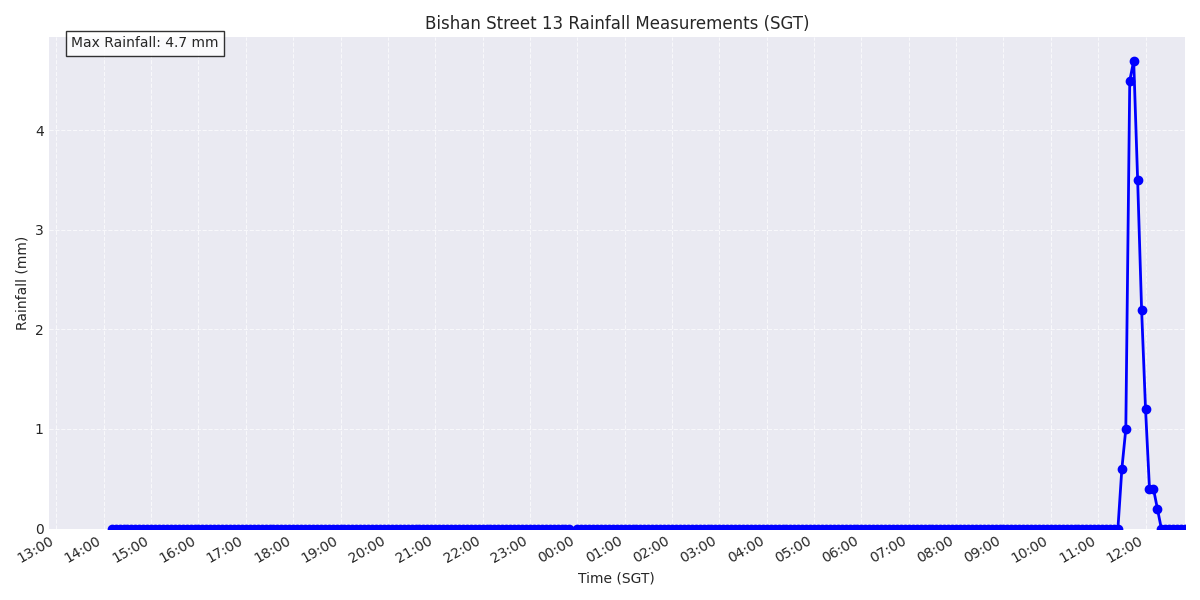 Bishan Street 13 Rainfall Measurements (SGT)
Max Rainfall: 4.7 mm
Rainfall (mm)
4
3
2
1
0
13:00 14:00 15:00 16:00 17:00 18:00 19:00 20:00 21:00 22:00 23:00 00:00 01:00 02:00 03:00 04:00 05:00 06:00 07:00 08:00 09:00 10:00 11:00 12:00
Time (SGT)